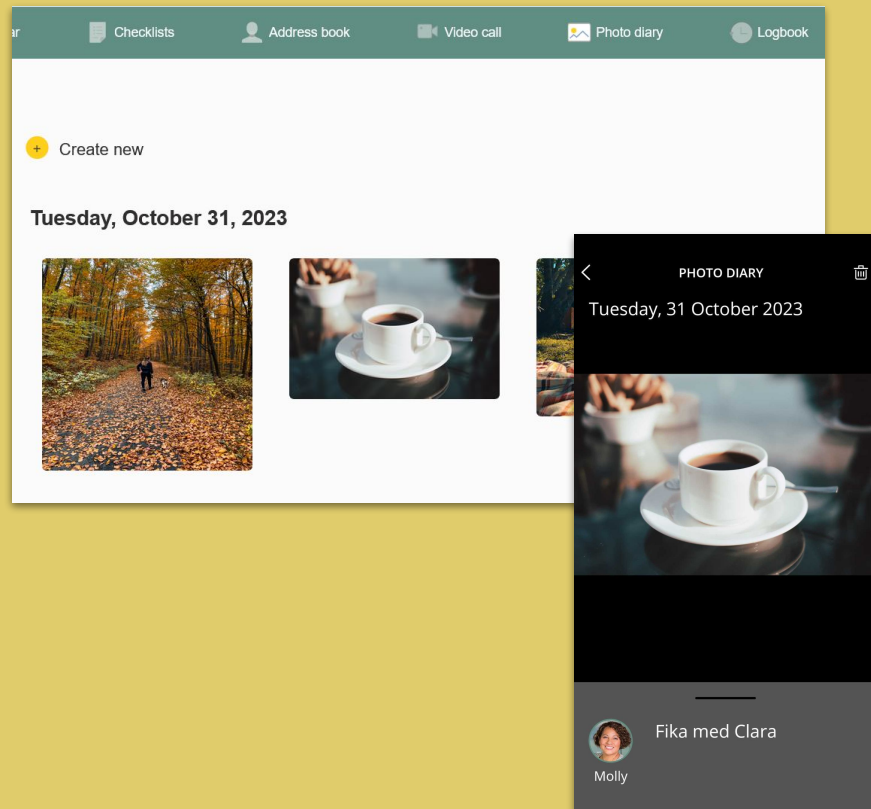 Checklists
Address book
Video call
Photo diary
Logbook
+ Create new
Tuesday, October 31, 2023
PHOTO DIARY
Tuesday, 31 October 2023
Fika med Clara
Molly